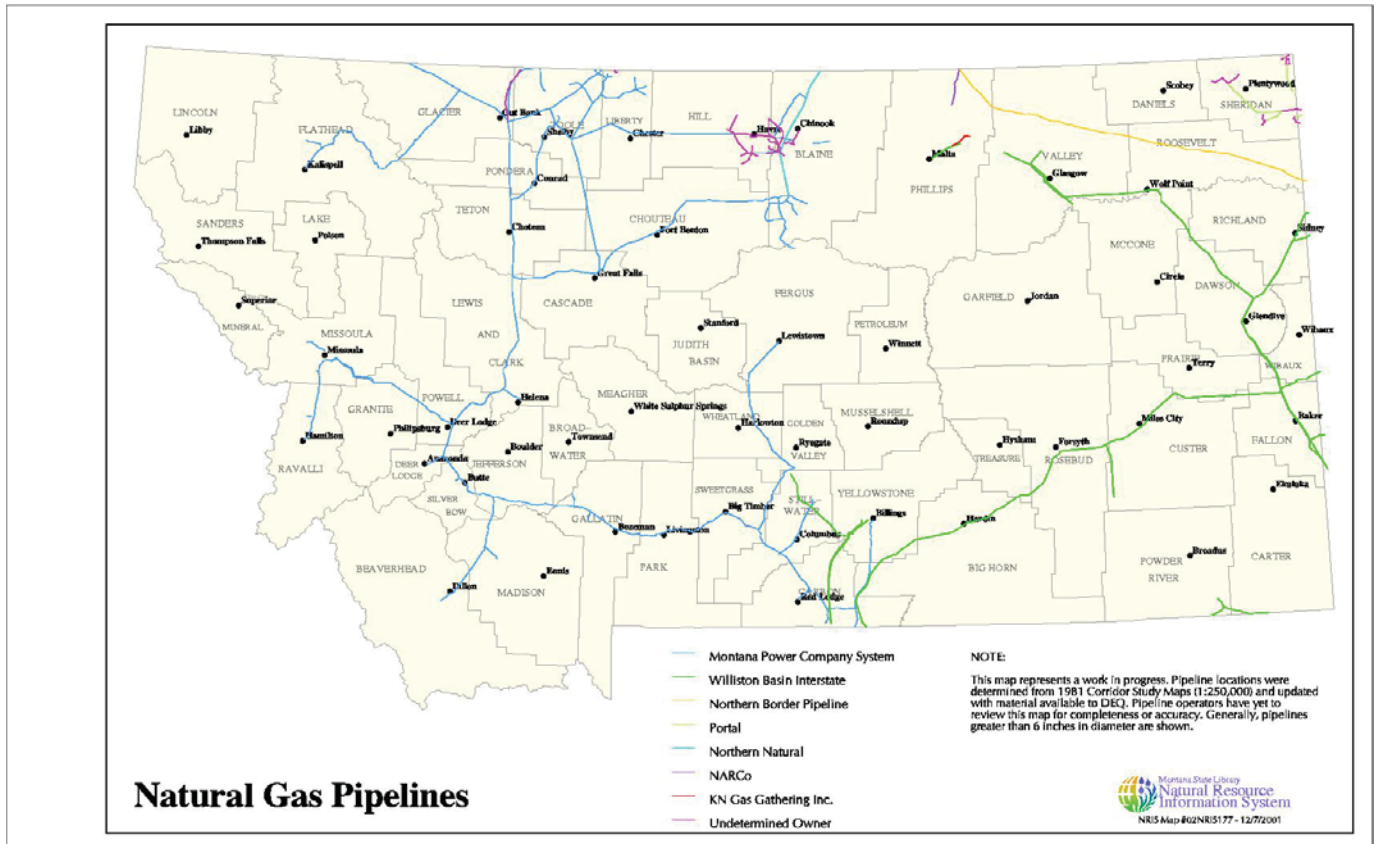 LINCOLN
Libby
FLATHEAD
Kalispell
GLACIER
Cut Bank
TOOLE
Shelby
LIBERTY
Chester
HILL
Havre
Chinook
BLAINE
Malta
PHILLIPS
VALLEY
Glasgow
DANIELS
Scobey
SHERIDAN
Plentywood
ROOSEVELT
Wolf Point
RICHLAND
Sidney
SANDERS
Thompson Falls
LAKE
Polson
PONDERA
Conrad
TETON
Choteau
CHOUTEAU
Fort Benton
Great Falls
CASCADE
MCCONE
Circle
DAWSON
Glendive
Wibaux
WIBAUX
Superior
MINERAL
MISSOULA
Missoula
LEWIS
AND
CLARK
Helena
Stanford
JUDITH
BASIN
FERGUS
Lewistown
PETROLEUM
Winnett
GARFIELD
Jordan
PRAIRIE
Terry
POWELL
Deer Lodge
GRANITE
Philipsburg
Hamilton
RAVALLI
MEAGHER
White Sulphur Springs
WHEATLAND
Harlowton
GOLDEN
VALLEY
Ryegate
MUSSELSHELL
Roundup
Hysham
TREASURE
Forsyth
ROSEBUD
Miles City
CUSTER
Baker
FALLON
Ekalaka
DEER
LODGE
Anaconda
JEFFERSON
Boulder
BROAD-
WATER
Townsend
Butte
SILVER
BOW
GALLATIN
Bozeman
Livingston
PARK
SWEETGRASS
Big Timber
STILL-
WATER
Columbus
YELLOWSTONE
Billings
Hardin
BIG HORN
POWDER
RIVER
Broadus
CARTER
BEAVERHEAD
Dillon
MADISON
Ennis
CARBON
Red Lodge
Montana Power Company System
Williston Basin Interstate
Northern Border Pipeline
Portal
Northern Natural
NARCo
KN Gas Gathering Inc.
Undetermined Owner
NOTE:
This map represents a work in progress. Pipeline locations were
determined from 1981 Corridor Study Maps (1:250,000) and updated
with material available to DEQ. Pipeline operators have yet to
review this map for completeness or accuracy. Generally, pipelines
greater than 6 inches in diameter are shown.
Natural Gas Pipelines
Montana State Library
Natural Resource
Information System
NRIS Map #02NRIS177 - 12/7/2001